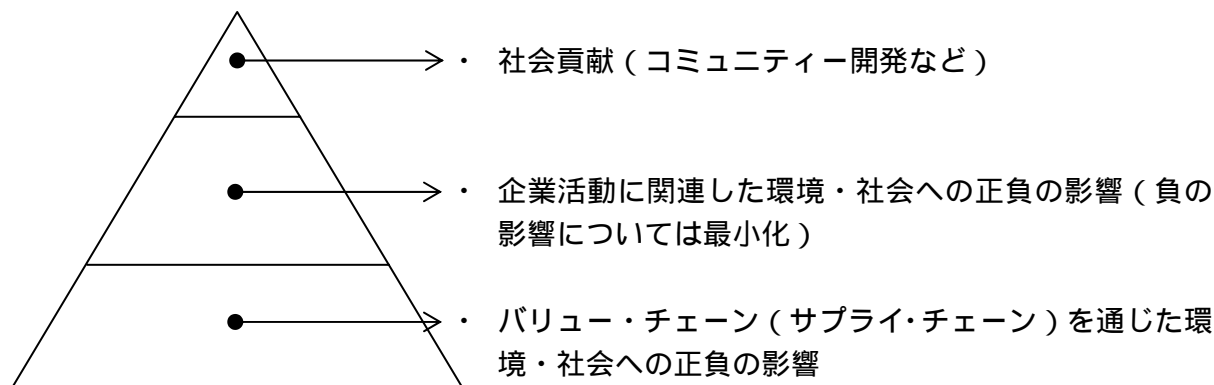 ・ 社会貢献（コミュニティー開発など）
・ 企業活動に関連した環境・社会への正負の影響（負の
影響については最小化）
・ バリュー・チェーン（サプライ・チェーン）を通じた環
境・社会への正負の影響